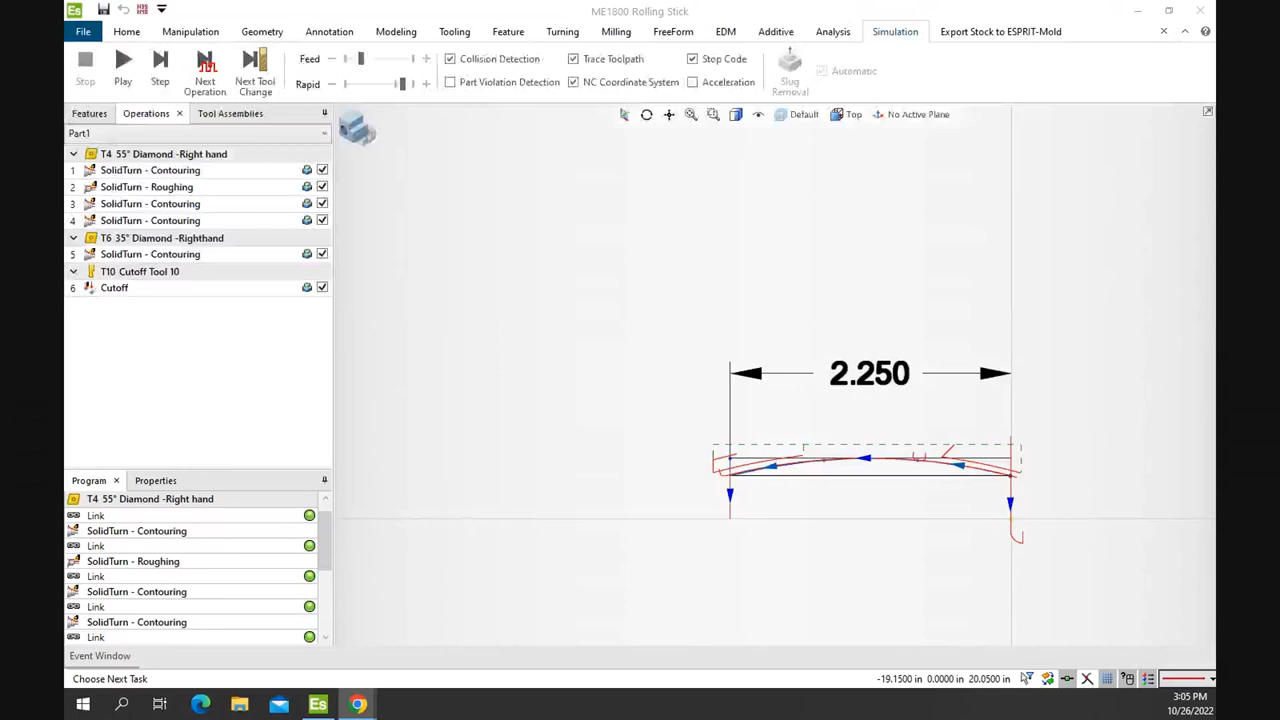 Es ME1800 Rolling Stick
File Home Manipulation Geometry Annotation Modeling Tooling Feature Turning Milling FreeForm EDM Additive Analysis Simulation Export Stock to ESPRIT-Mold
Stop Play Step Next Operation Next Tool Change
Feed Collision Detection Trace Toolpath Stop Code
Rapid Part Violation Detection NC Coordinate System Acceleration
Slug Removal Automatic
Features Operations Tool Assemblies
Default Top No Active Plane
Part1
T4 55° Diamond -Right hand
1 SolidTurn - Contouring
2 SolidTurn - Roughing
3 SolidTurn - Contouring
4 SolidTurn - Contouring
T6 35° Diamond -Righthand
5 SolidTurn - Contouring
T10 Cutoff Tool 10
6 Cutoff
2.250
Program Properties
T4 55° Diamond -Right hand
Link
SolidTurn - Contouring
Link
SolidTurn - Roughing
Link
SolidTurn - Contouring
Link
SolidTurn - Contouring
Link
Event Window
Choose Next Task -19.1500 in 0.0000 in 20.0500 in
Es 3:05 PM
10/26/2022